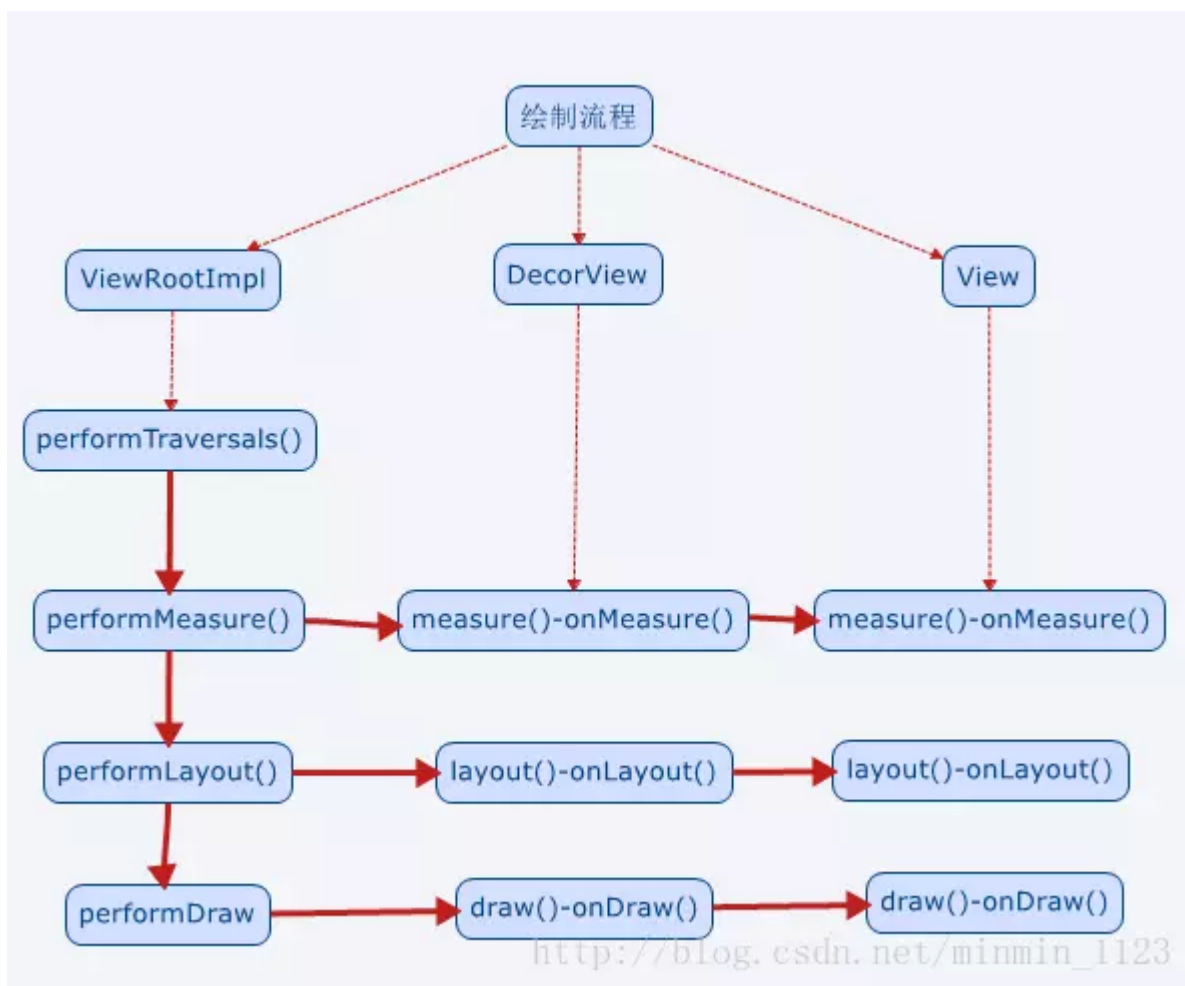 绘制流程
ViewRootImpl
DecorView
View
performTraversals()
performMeasure()
measure()-onMeasure()
measure()-onMeasure()
performLayout()
layout()-onLayout()
layout()-onLayout()
performDraw
draw()-onDraw()
draw()-onDraw()
http://blog.csdn.net/minmin_1123